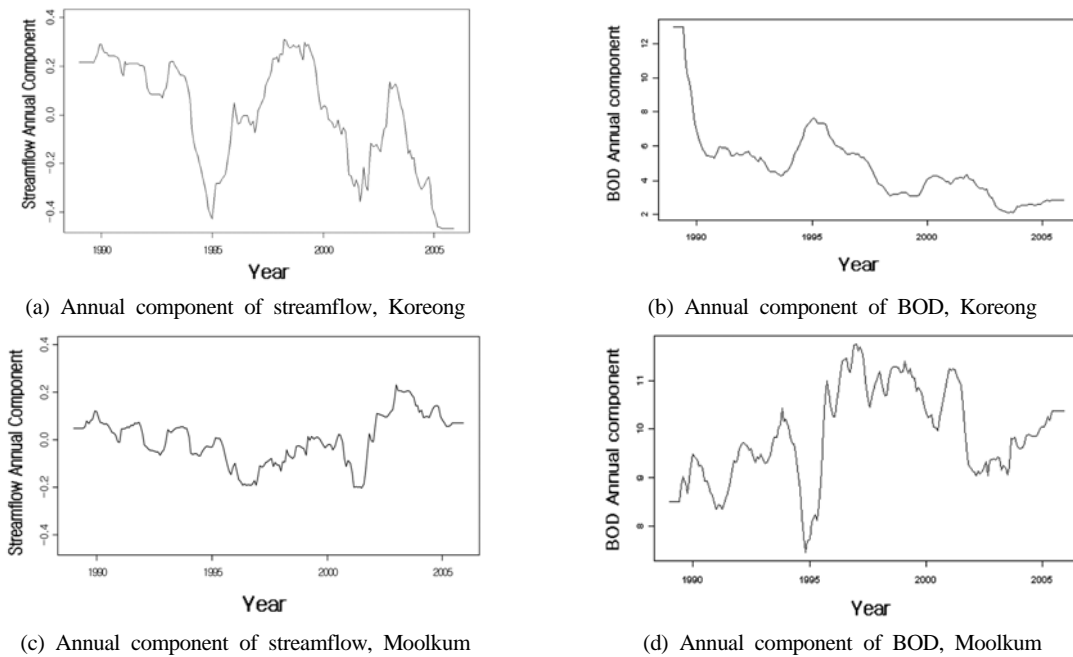 Streamflow Annual Component
0.4
0.2
0.0
-0.2
-0.4
1990 1995 2000 2005
Year
(a) Annual component of streamflow, Koreong
BOD Annual component
12
10
8
6
4
2
1990 1995 2000 2005
Year
(b) Annual component of BOD, Koreong
Streamflow Annual Component
0.4
0.2
0.0
-0.2
-0.4
1990 1995 2000 2005
Year
(c) Annual component of streamflow, Moolkum
BOD Annual component
11
10
9
8
1990 1995 2000 2005
Year
(d) Annual component of BOD, Moolkum